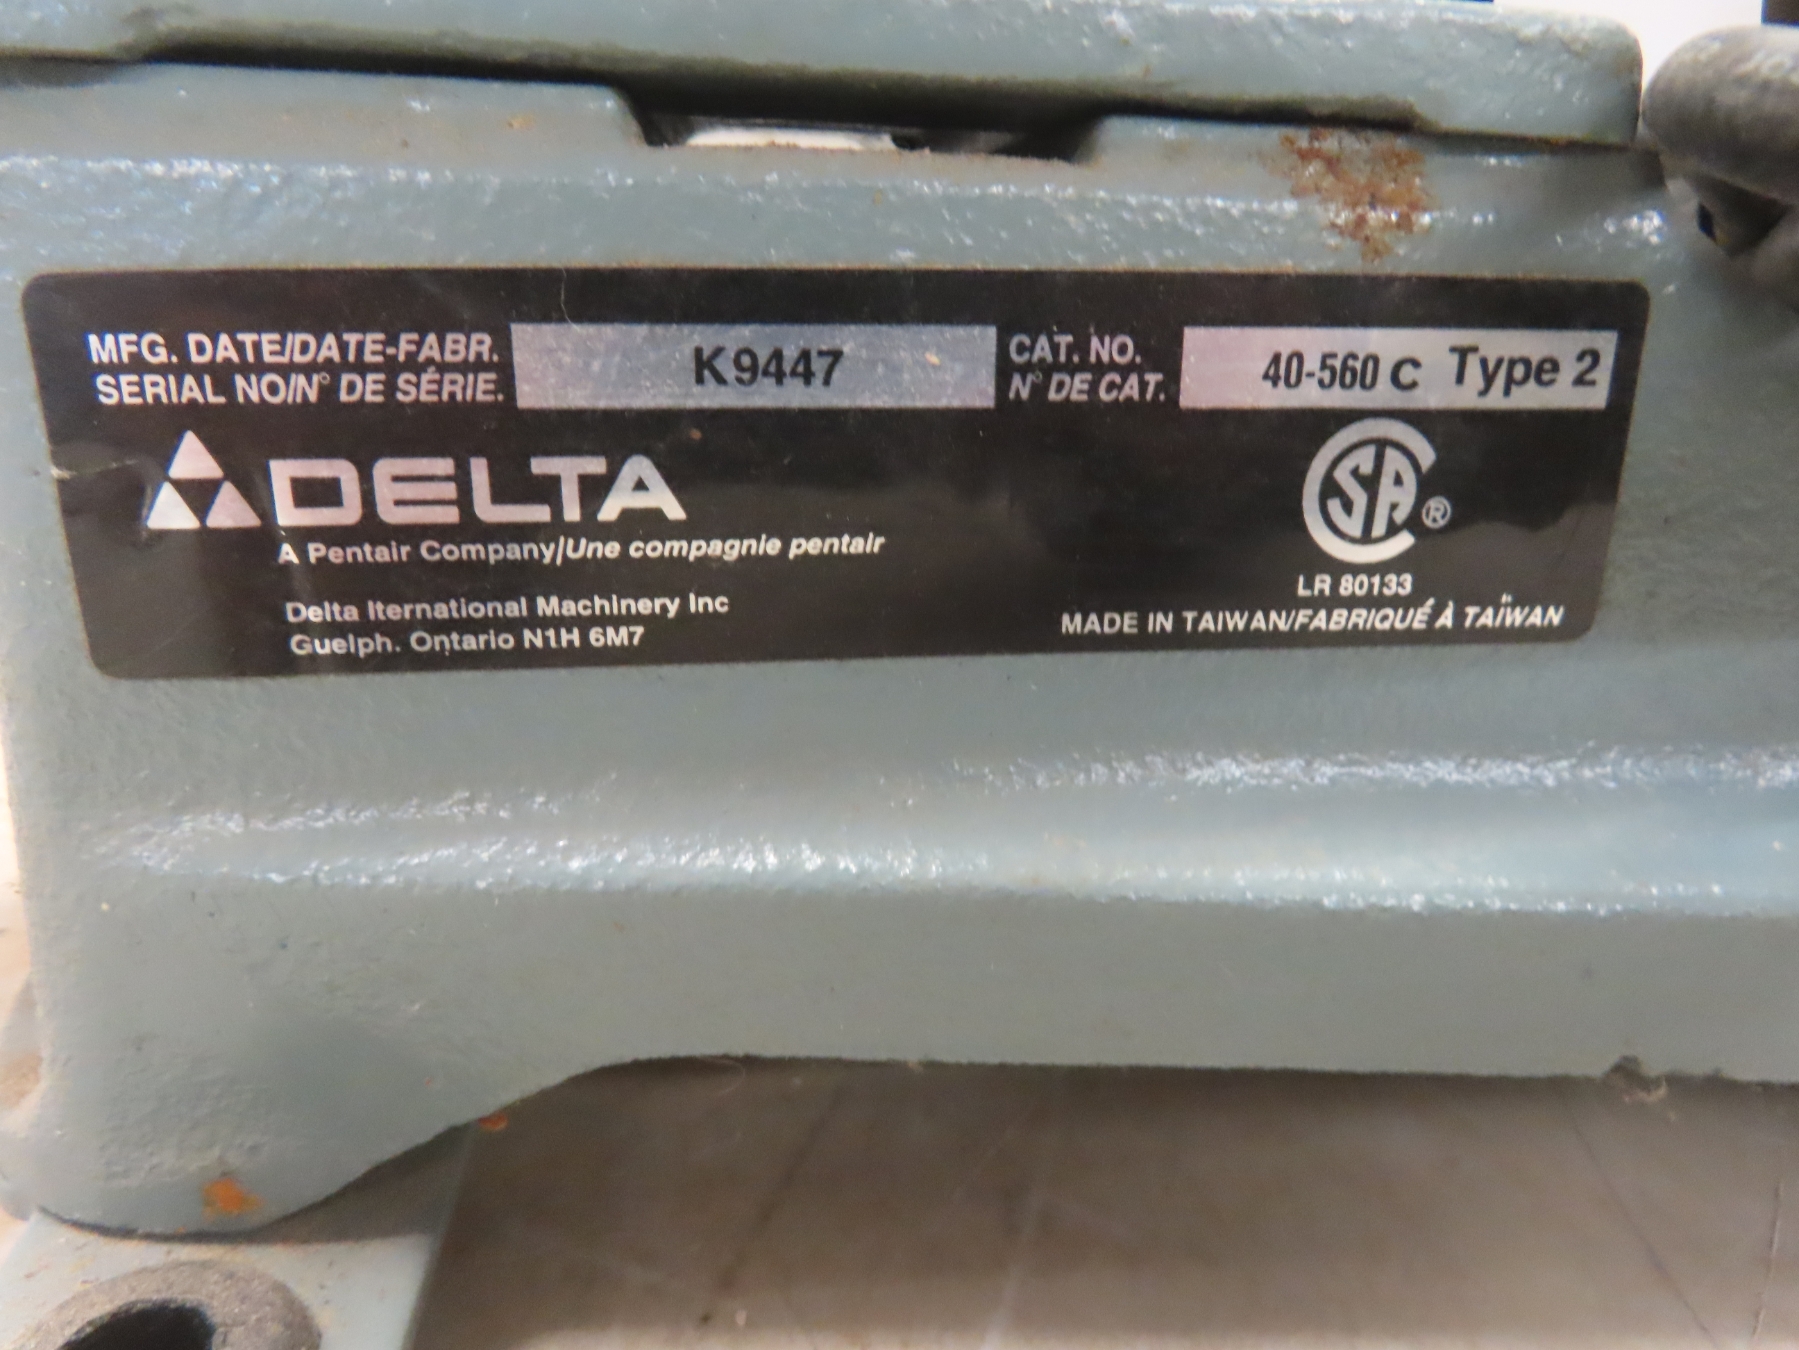 MFG. DATE/DATE-FABR.
SERIAL NO/N° DE SÉRIE.
K9447
CAT. NO.
N° DE CAT.
40-560 C Type 2
DELTA
A Pentair Company/Une compagnie pentair
Delta Iternational Machinery Inc
Guelph. Ontario N1H 6M7
CSA ®
LR 80133
MADE IN TAIWAN/FABRIQUÉ À TAÏWAN